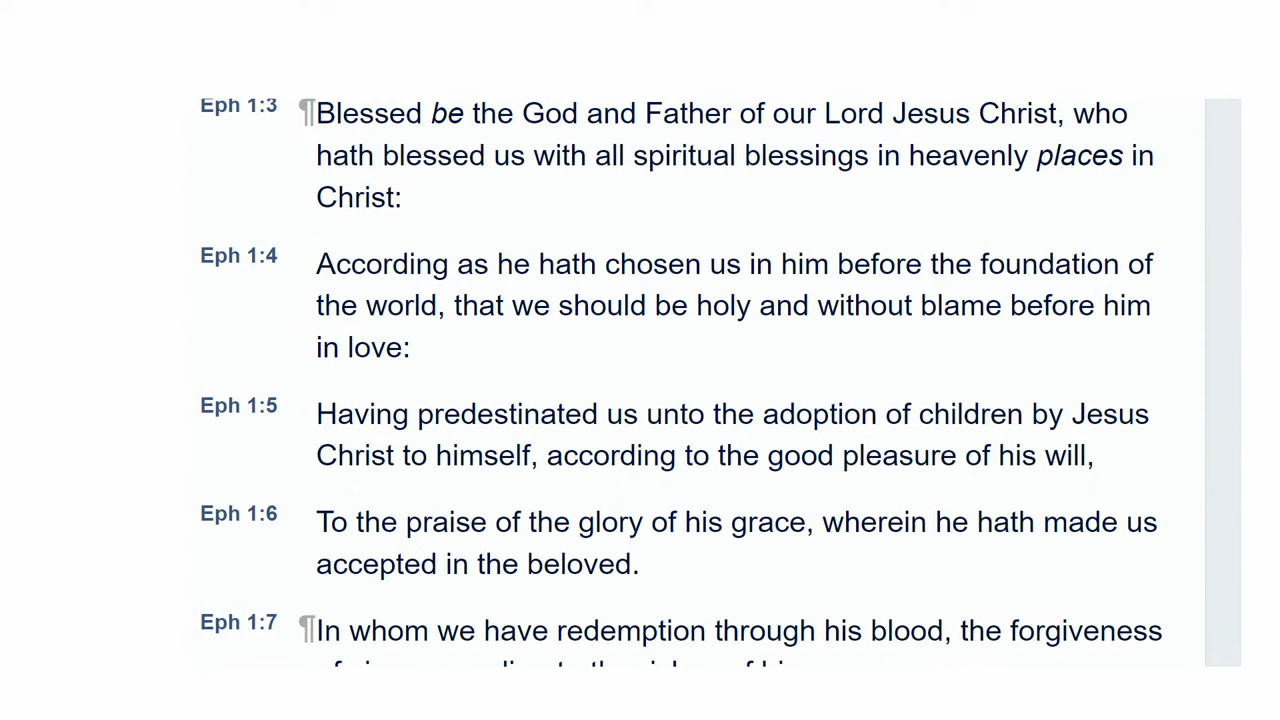 Eph 1:3 ¶Blessed be the God and Father of our Lord Jesus Christ, who
hath blessed us with all spiritual blessings in heavenly places in
Christ:
Eph 1:4 According as he hath chosen us in him before the foundation of
the world, that we should be holy and without blame before him
in love:
Eph 1:5 Having predestinated us unto the adoption of children by Jesus
Christ to himself, according to the good pleasure of his will,
Eph 1:6 To the praise of the glory of his grace, wherein he hath made us
accepted in the beloved.
Eph 1:7 ¶In whom we have redemption through his blood, the forgiveness